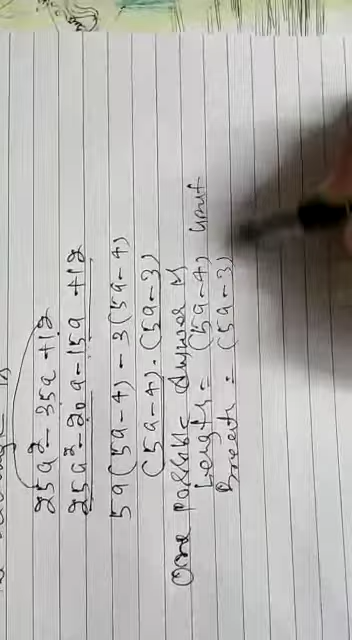 25a² - 35a + 12
25a² - 20a - 15a + 12
5a(5a-4) - 3(5a-4)
(5a-4) · (5a-3)
One possible Answer is
Length = (5a-4) unit
= (5a-3)